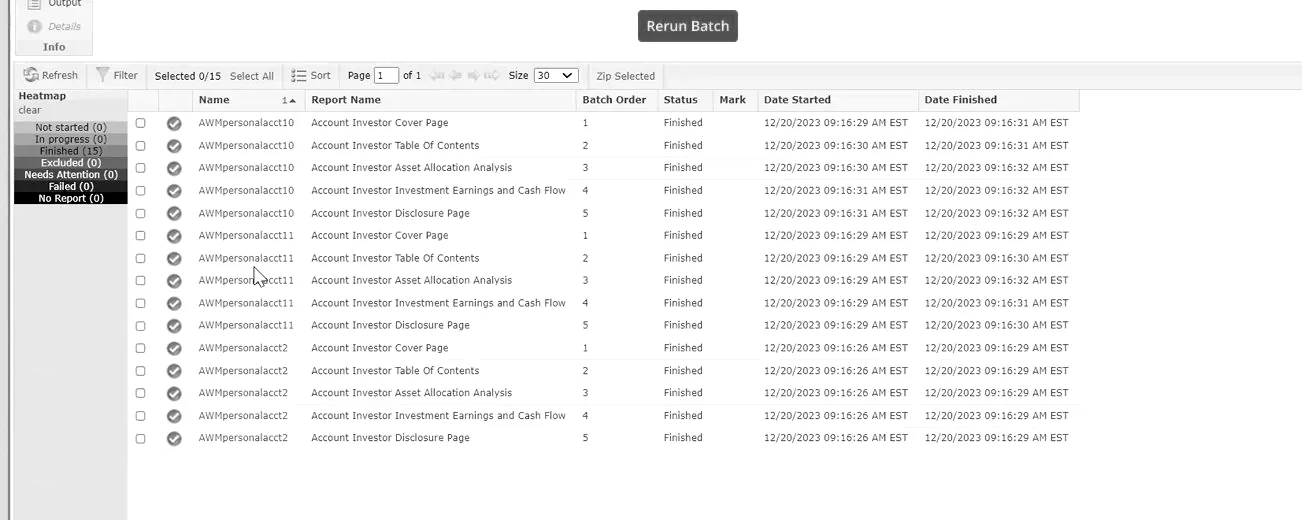 Output
Details
Info
Rerun Batch
Refresh Filter Selected 0/15 Select All Sort Page 1 of 1 Size 30 Zip Selected
Heatmap
clear
Not started (0)
In progress (0)
Finished (15)
Excluded (0)
Needs Attention (0)
Failed (0)
No Report (0)
Name 1 Report Name Batch Order Status Mark Date Started Date Finished
AWMpersonalacct10 Account Investor Cover Page 1 Finished 12/20/2023 09:16:29 AM EST 12/20/2023 09:16:31 AM EST
AWMpersonalacct10 Account Investor Table Of Contents 2 Finished 12/20/2023 09:16:30 AM EST 12/20/2023 09:16:31 AM EST
AWMpersonalacct10 Account Investor Asset Allocation Analysis 3 Finished 12/20/2023 09:16:30 AM EST 12/20/2023 09:16:32 AM EST
AWMpersonalacct10 Account Investor Investment Earnings and Cash Flow 4 Finished 12/20/2023 09:16:31 AM EST 12/20/2023 09:16:32 AM EST
AWMpersonalacct10 Account Investor Disclosure Page 5 Finished 12/20/2023 09:16:31 AM EST 12/20/2023 09:16:32 AM EST
AWMpersonalacct11 Account Investor Cover Page 1 Finished 12/20/2023 09:16:29 AM EST 12/20/2023 09:16:29 AM EST
AWMpersonalacct11 Account Investor Table Of Contents 2 Finished 12/20/2023 09:16:29 AM EST 12/20/2023 09:16:30 AM EST
AWMpersonalacct11 Account Investor Asset Allocation Analysis 3 Finished 12/20/2023 09:16:29 AM EST 12/20/2023 09:16:32 AM EST
AWMpersonalacct11 Account Investor Investment Earnings and Cash Flow 4 Finished 12/20/2023 09:16:29 AM EST 12/20/2023 09:16:31 AM EST
AWMpersonalacct11 Account Investor Disclosure Page 5 Finished 12/20/2023 09:16:29 AM EST 12/20/2023 09:16:30 AM EST
AWMpersonalacct2 Account Investor Cover Page 1 Finished 12/20/2023 09:16:26 AM EST 12/20/2023 09:16:29 AM EST
AWMpersonalacct2 Account Investor Table Of Contents 2 Finished 12/20/2023 09:16:26 AM EST 12/20/2023 09:16:29 AM EST
AWMpersonalacct2 Account Investor Asset Allocation Analysis 3 Finished 12/20/2023 09:16:26 AM EST 12/20/2023 09:16:29 AM EST
AWMpersonalacct2 Account Investor Investment Earnings and Cash Flow 4 Finished 12/20/2023 09:16:26 AM EST 12/20/2023 09:16:29 AM EST
AWMpersonalacct2 Account Investor Disclosure Page 5 Finished 12/20/2023 09:16:26 AM EST 12/20/2023 09:16:29 AM EST